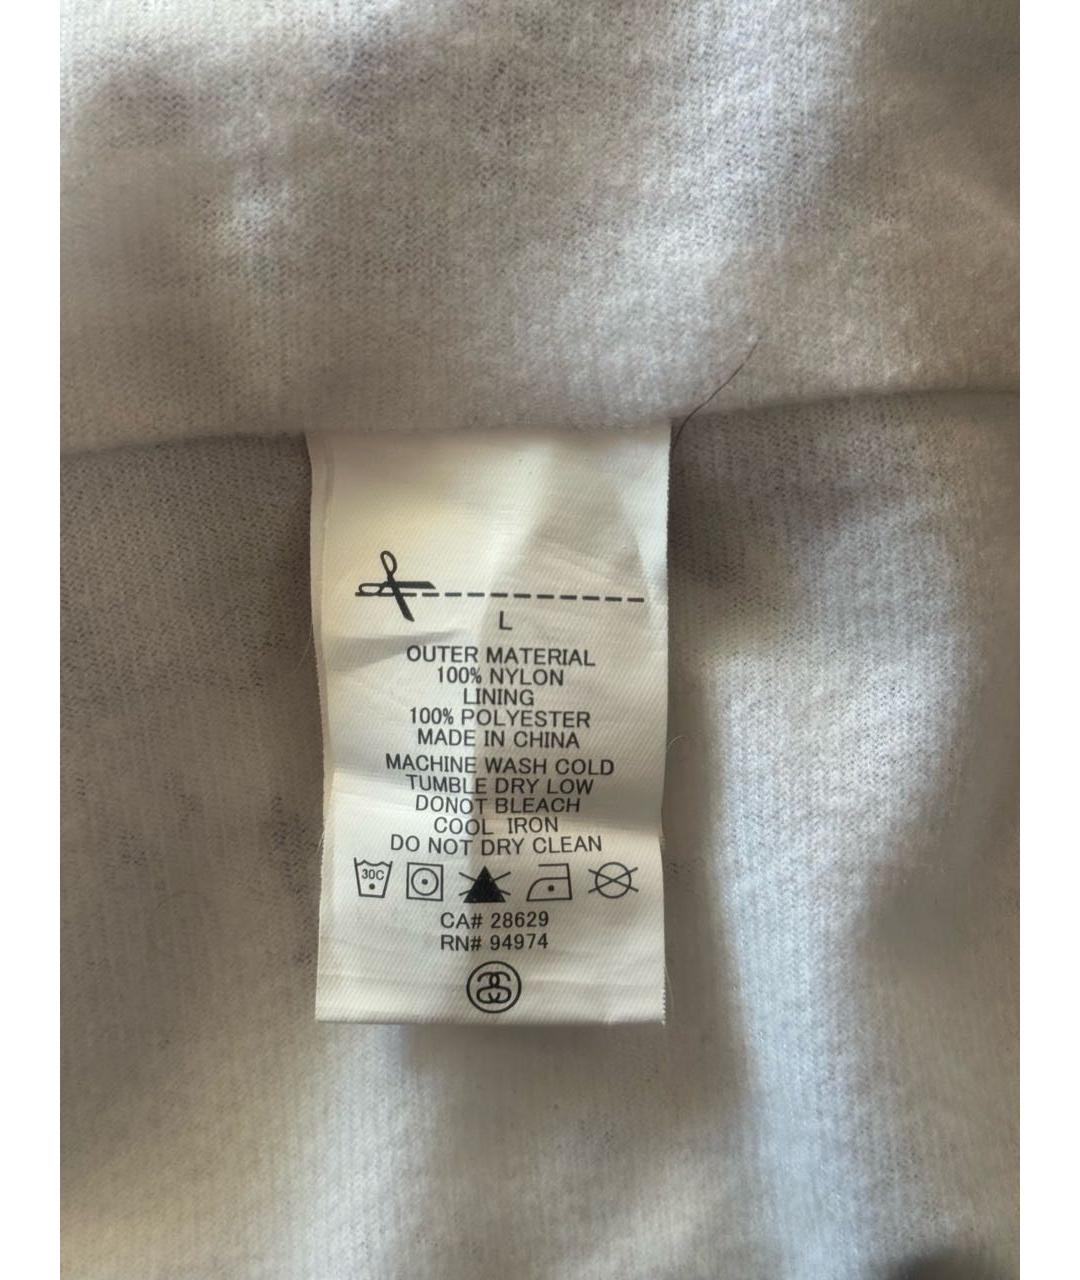 L
OUTER MATERIAL
100% NYLON
LINING
100% POLYESTER
MADE IN CHINA
MACHINE WASH COLD
TUMBLE DRY LOW
DONOT BLEACH
COOL IRON
DO NOT DRY CLEAN
30C
CA# 28629
RN# 94974